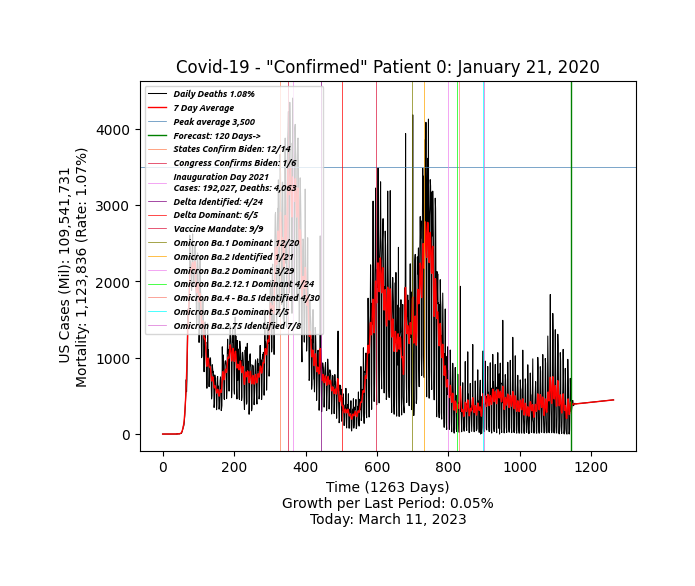 Covid-19 - "Confirmed" Patient 0: January 21, 2020
US Cases (Mil): 109,541,731
Mortality: 1,123,836 (Rate: 1.07%)
4000
3000
2000
1000
0
Daily Deaths 1.08%
7 Day Average
Peak average 3,500
Forecast: 120 Days->
States Confirm Biden: 12/14
Congress Confirms Biden: 1/6
Inauguration Day 2021
Cases: 192,027, Deaths: 4,063
Delta Identified: 4/24
Delta Dominant: 6/5
Vaccine Mandate: 9/9
Omicron Ba.1 Dominant 12/20
Omicron Ba.2 Identified 1/21
Omicron Ba.2 Dominant 3/29
Omicron Ba.2.12.1 Dominant 4/24
Omicron Ba.4 - Ba.5 Identified 4/30
Omicron Ba.5 Dominant 7/5
Omicron Ba.2.75 Identified 7/8
0 200 400 600 800 1000 1200
Time (1263 Days)
Growth per Last Period: 0.05%
Today: March 11, 2023